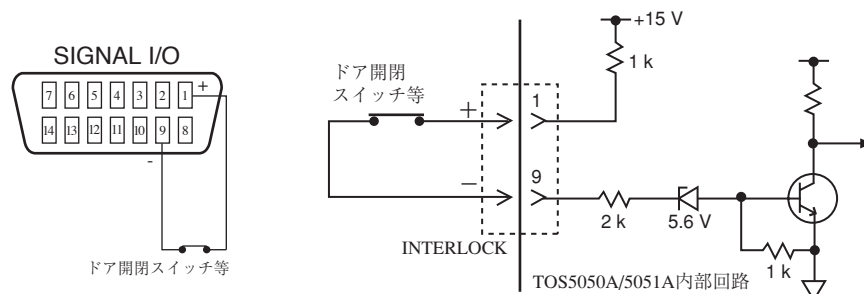 SIGNAL I/O
+
7 6 5 4 3 2 1
14 13 12 11 10 9 8
-
ドア開閉スイッチ等
+15 V
1 k
ドア開閉
スイッチ等
+
1
−
9
2 k
5.6 V
INTERLOCK
1 k
TOS5050A/5051A内部回路